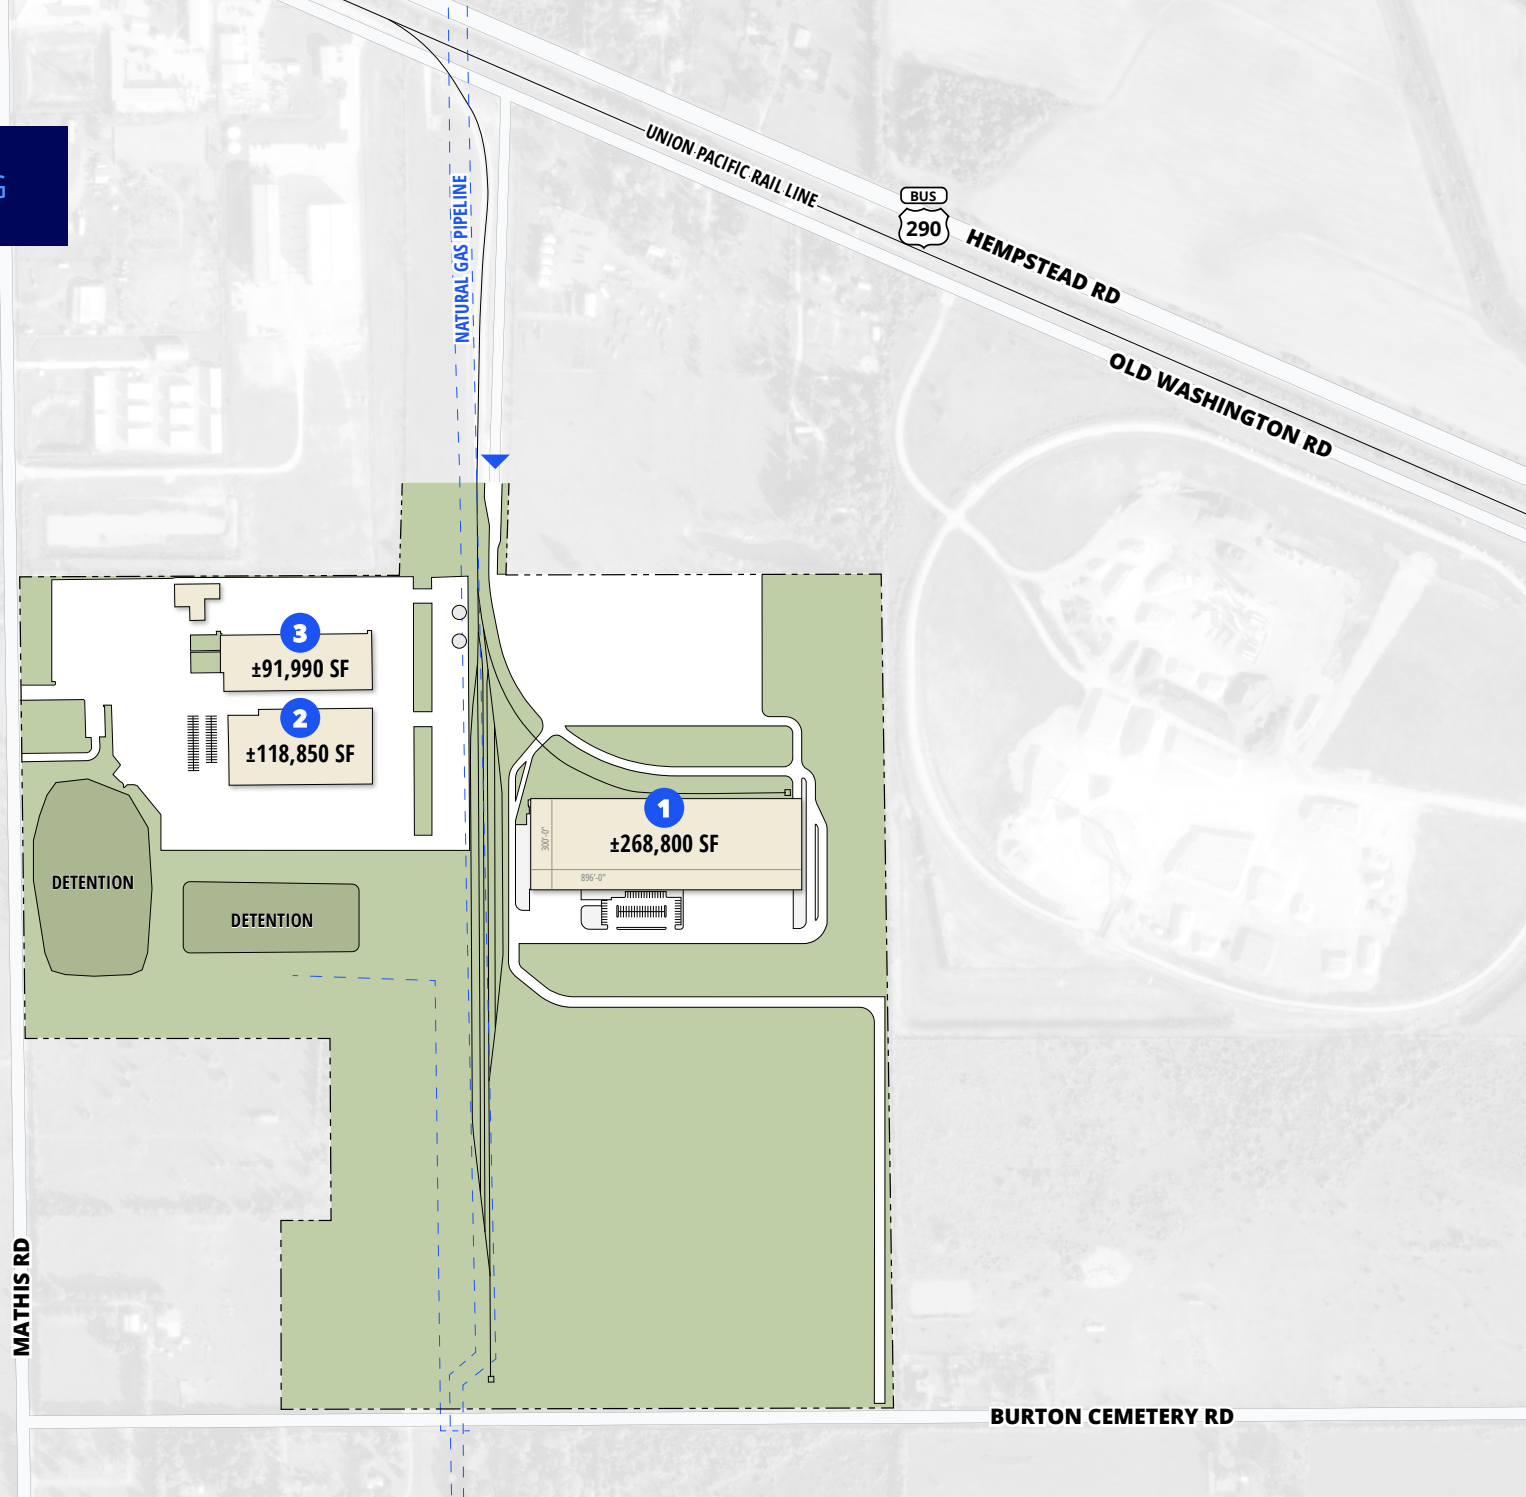 G
UNION PACIFIC RAIL LINE
BUS
290
HEMPSTEAD RD
NATURAL GAS PIPELINE
OLD WASHINGTON RD
3
±91,990 SF
2
±118,850 SF
1
±268,800 SF
300'-0"
896'-0"
DETENTION
DETENTION
MATHIS RD
BURTON CEMETERY RD